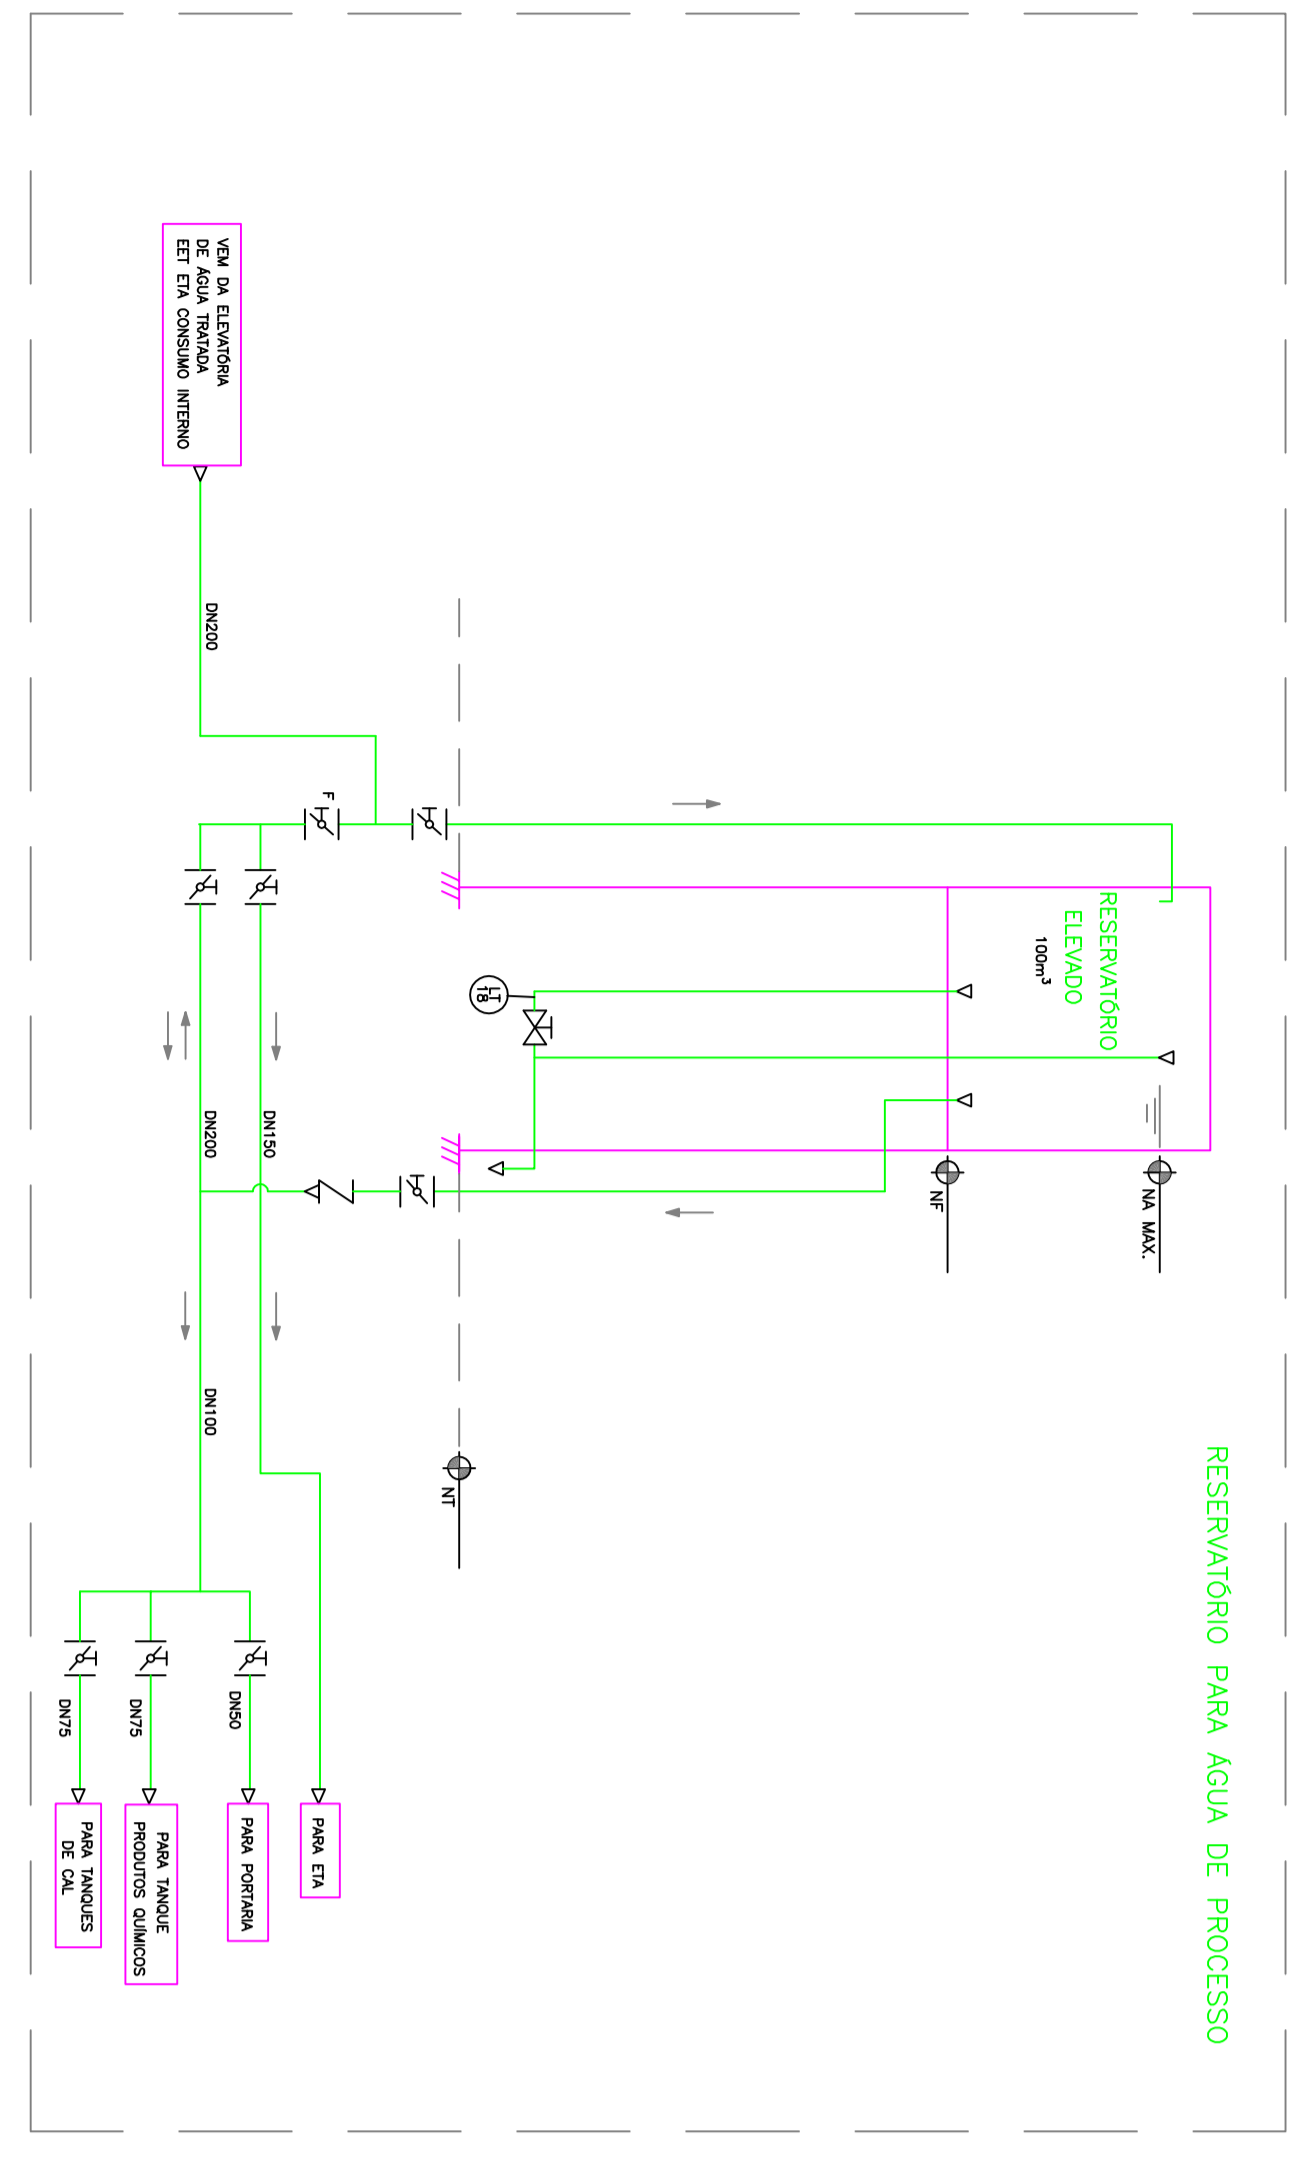 RESERVATÓRIO PARA ÁGUA DE PROCESSO
NA MAX.
RESERVATÓRIO
ELEVADO
100m³
NF
LT
18
NT
F
VEM DA ELEVATÓRIA
DE ÁGUA TRATADA
EET ETA CONSUMO INTERNO
DN200
DN150
DN200
DN100
DN50
DN75
DN75
PARA ETA
PARA PORTARIA
PARA TANQUE
PRODUTOS QUÍMICOS
PARA TANQUES
DE CAL